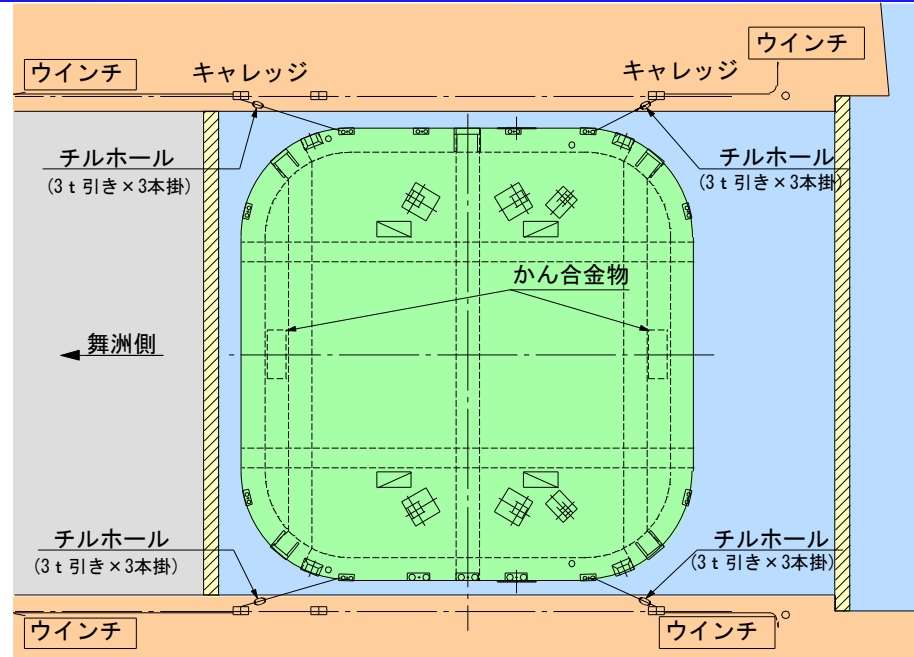 ウインチ
ウインチ
キャレッジ
キャレッジ
チルホール
(3ｔ引き×3本掛)
チルホール
(3ｔ引き×3本掛)
かん合金物
舞洲側
チルホール
(3ｔ引き×3本掛)
チルホール
(3ｔ引き×3本掛)
ウインチ
ウインチ